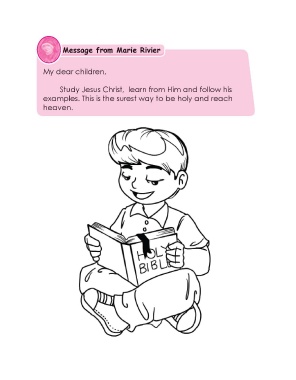 Message from Marie Rivier
My dear children,
Study Jesus Christ, learn from Him and follow his
examples. This is the surest way to be holy and reach
heaven.
HOLY
BIBLE